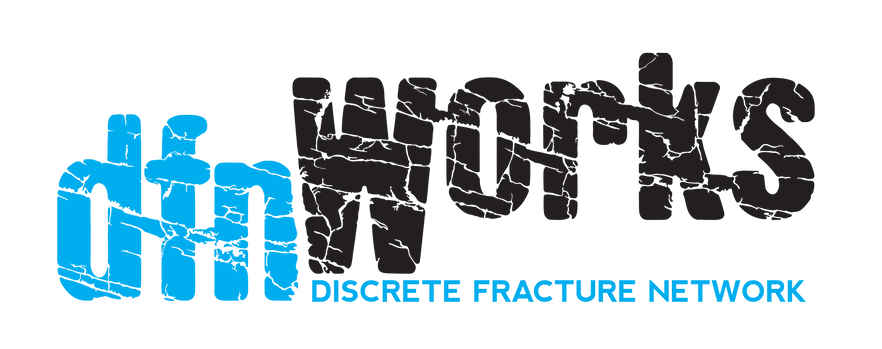 dfnworks
DISCRETE FRACTURE NETWORK